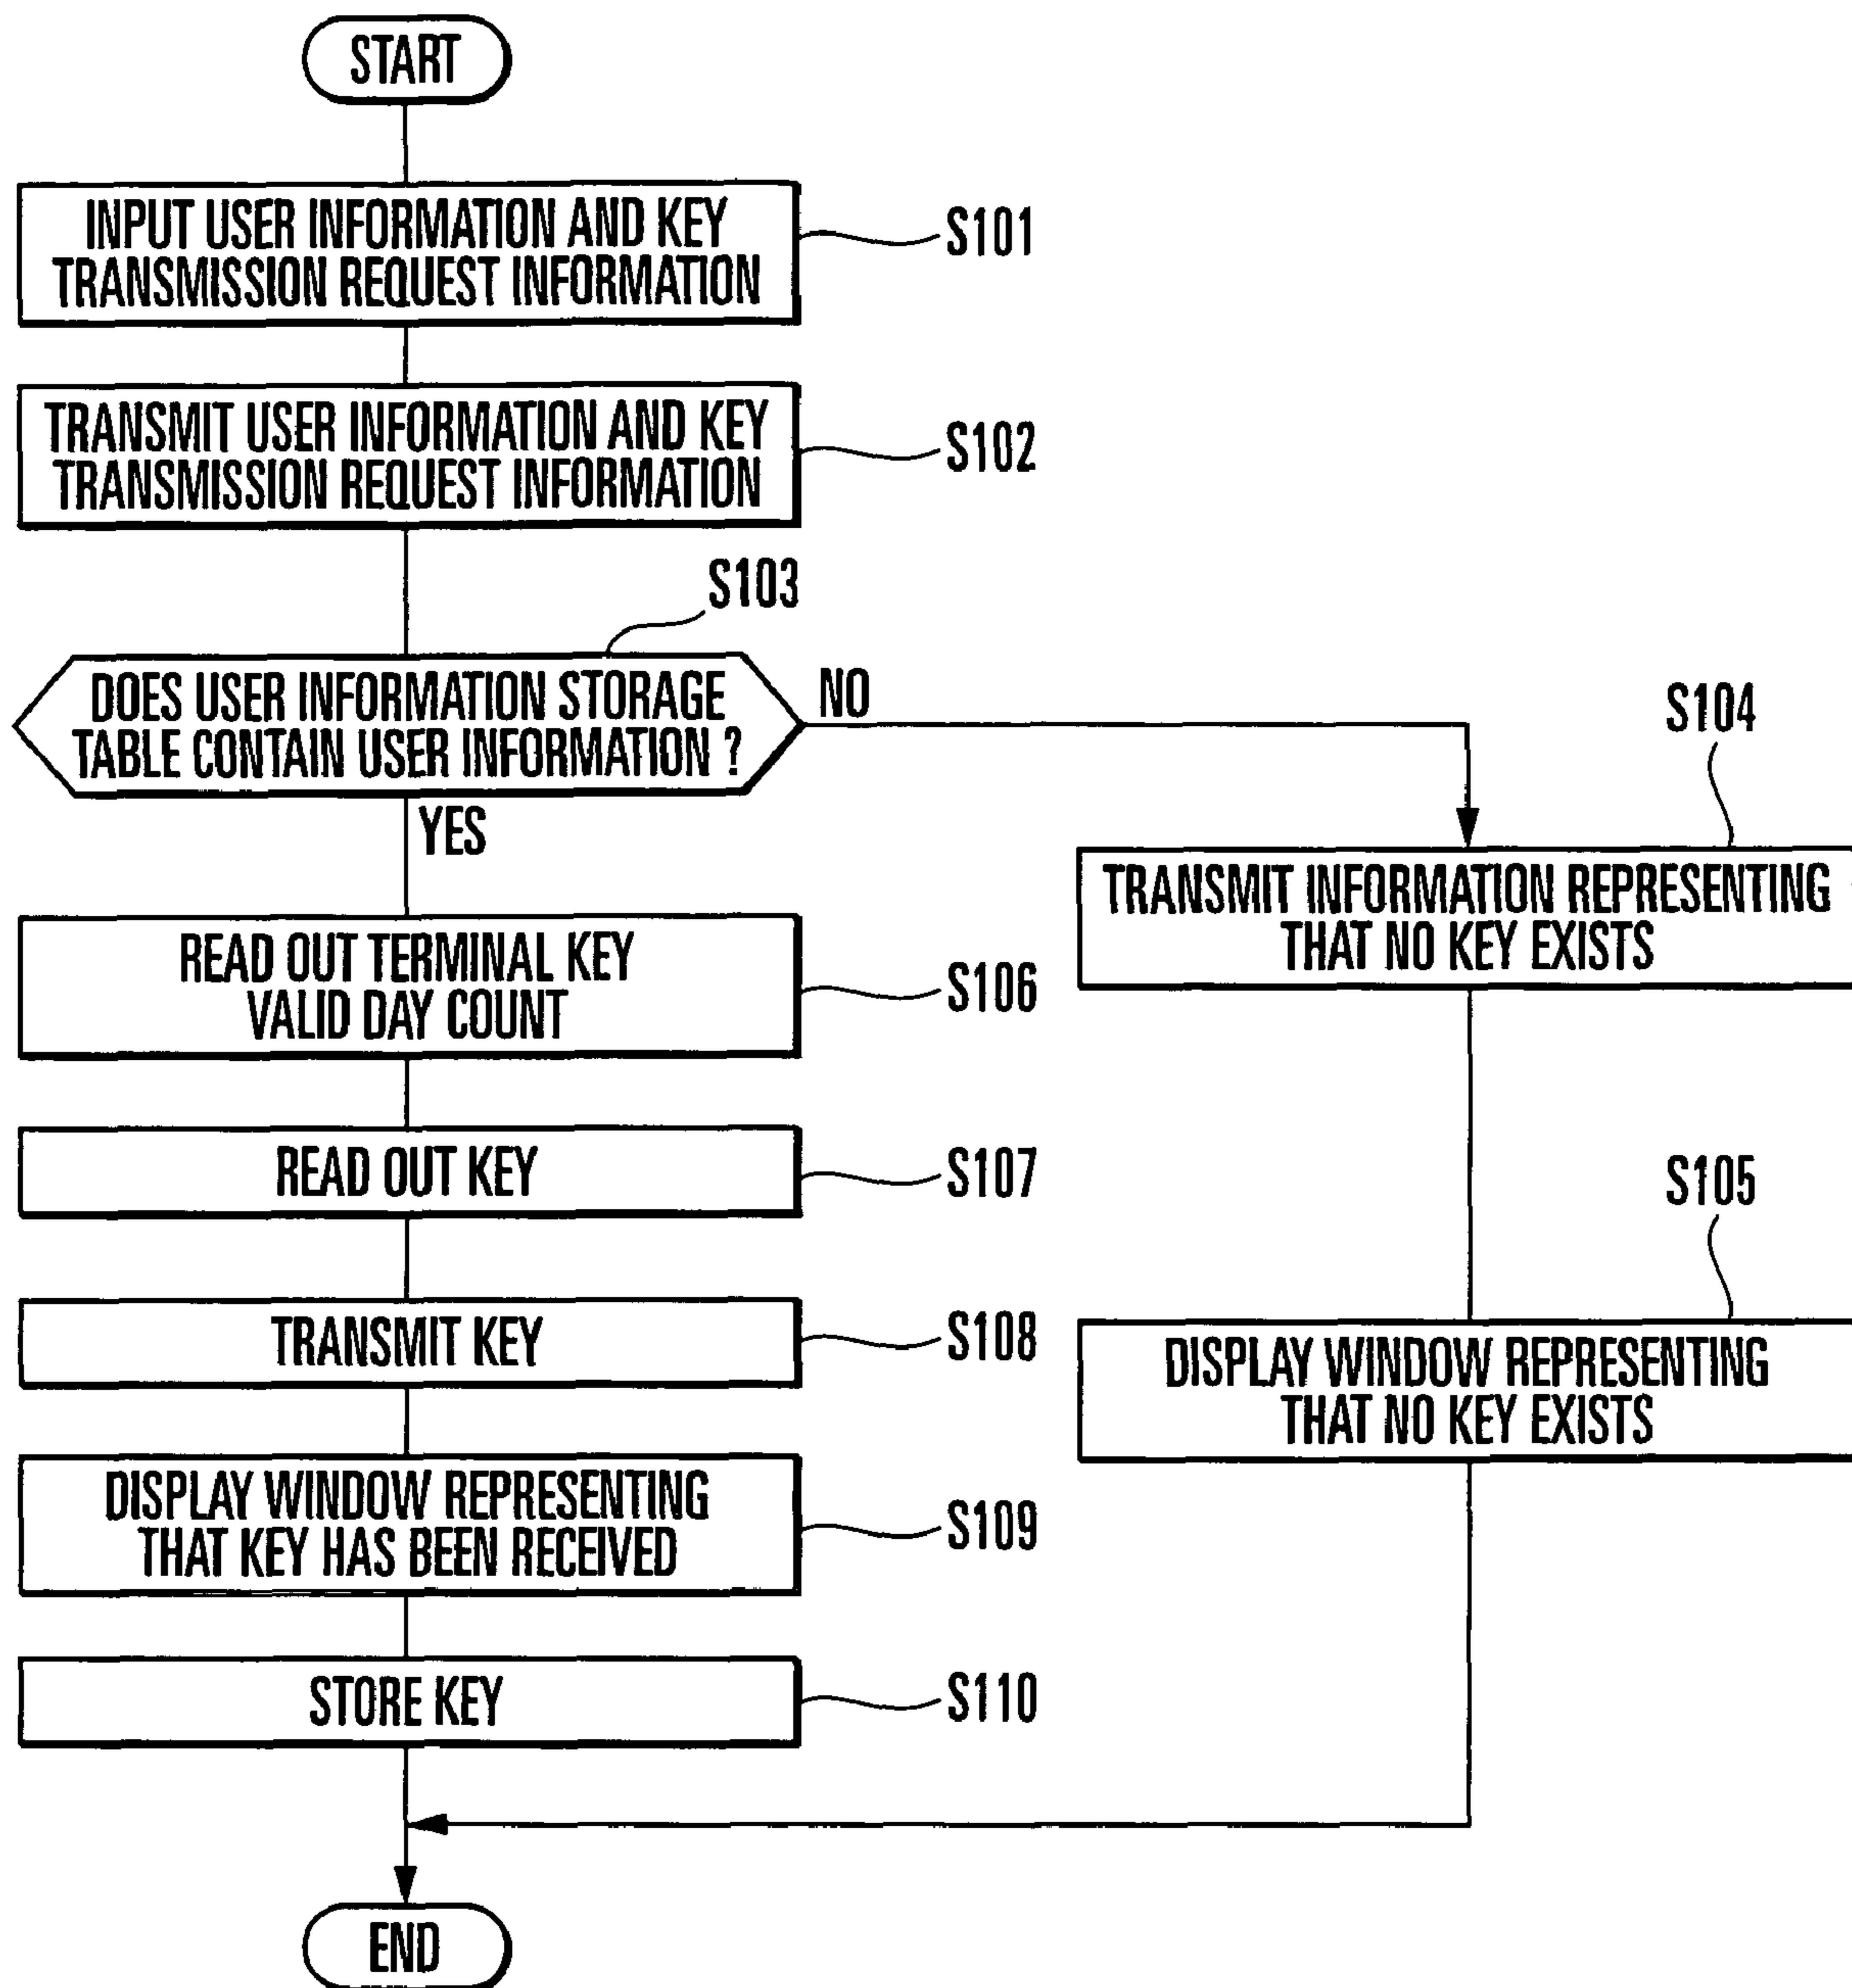 START
INPUT USER INFORMATION AND KEY
TRANSMISSION REQUEST INFORMATION
S101
TRANSMIT USER INFORMATION AND KEY
TRANSMISSION REQUEST INFORMATION
S102
S103
DOES USER INFORMATION STORAGE
TABLE CONTAIN USER INFORMATION ?
NO
YES
S104
TRANSMIT INFORMATION REPRESENTING
THAT NO KEY EXISTS
READ OUT TERMINAL KEY
VALID DAY COUNT
S106
READ OUT KEY
S107
S105
DISPLAY WINDOW REPRESENTING
THAT NO KEY EXISTS
TRANSMIT KEY
S108
DISPLAY WINDOW REPRESENTING
THAT KEY HAS BEEN RECEIVED
S109
STORE KEY
S110
END